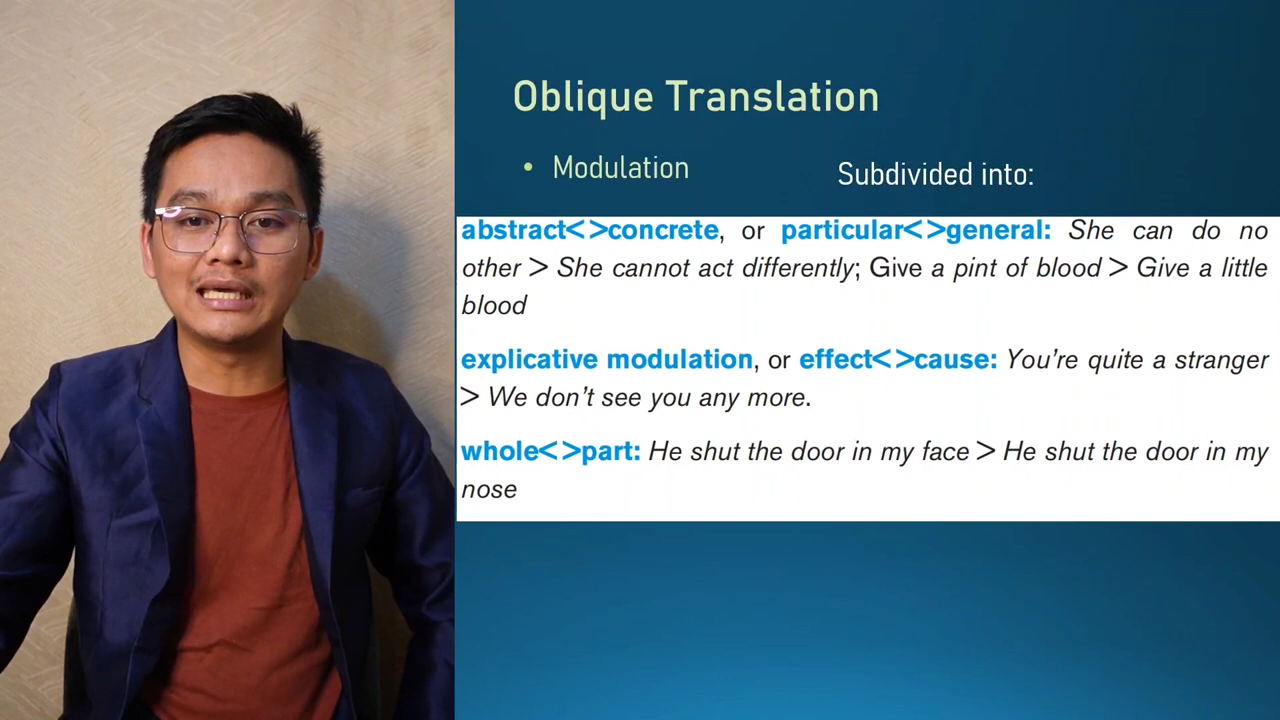 Oblique Translation
• Modulation
Subdivided into:
abstract<>concrete, or particular<>general: She can do no
other > She cannot act differently; Give a pint of blood > Give a little
blood
explicative modulation, or effect<>cause: You're quite a stranger
> We don't see you any more.
whole<>part: He shut the door in my face > He shut the door in my
nose